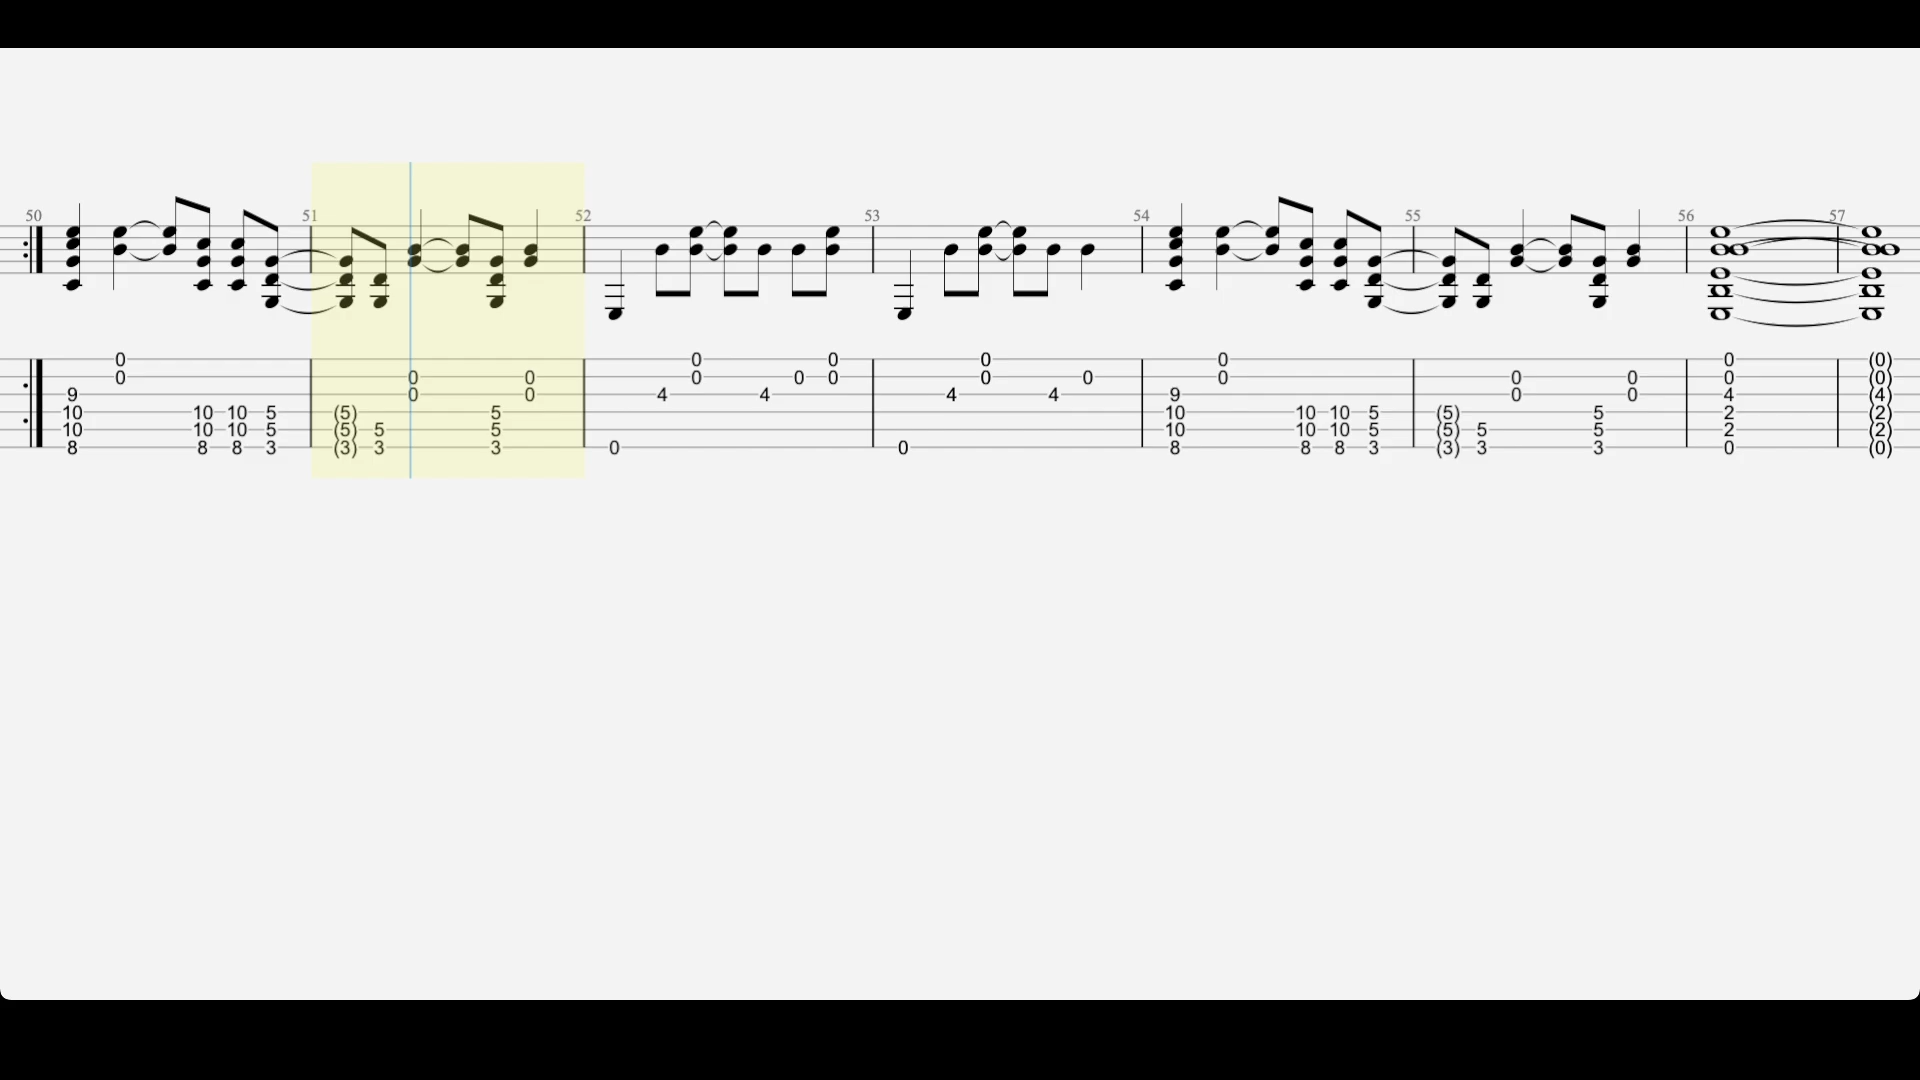 50 51 52 53 54 55 56 57
0 0 0 0 0 0 0 (0)
0 0 0 0 0 0 0 0 0 0 0 0 0 (0)
9 0 0 4 4 4 4 9 0 0 4 (4)
10 10 10 5 (5) 5 10 10 10 5 (5) 5 2 (2)
10 10 10 5 (5) 5 5 10 10 10 5 (5) 5 5 2 (2)
8 8 8 3 (3) 3 3 0 0 8 8 8 3 (3) 3 3 0 (0)